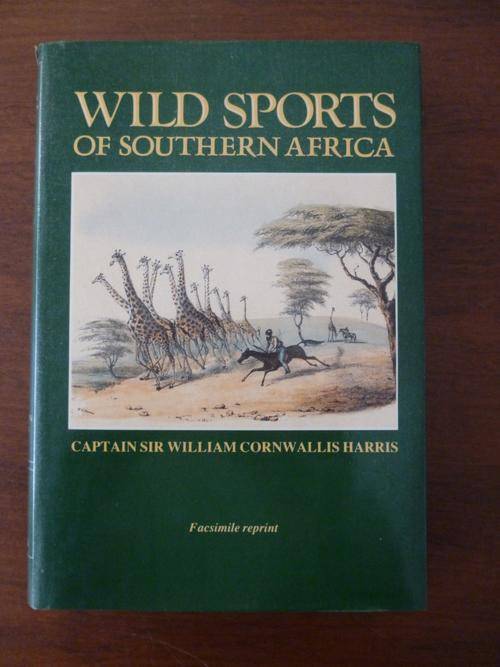 WILD SPORTS
OF SOUTHERN AFRICA
CAPTAIN SIR WILLIAM CORNWALLIS HARRIS
Facsimile reprint